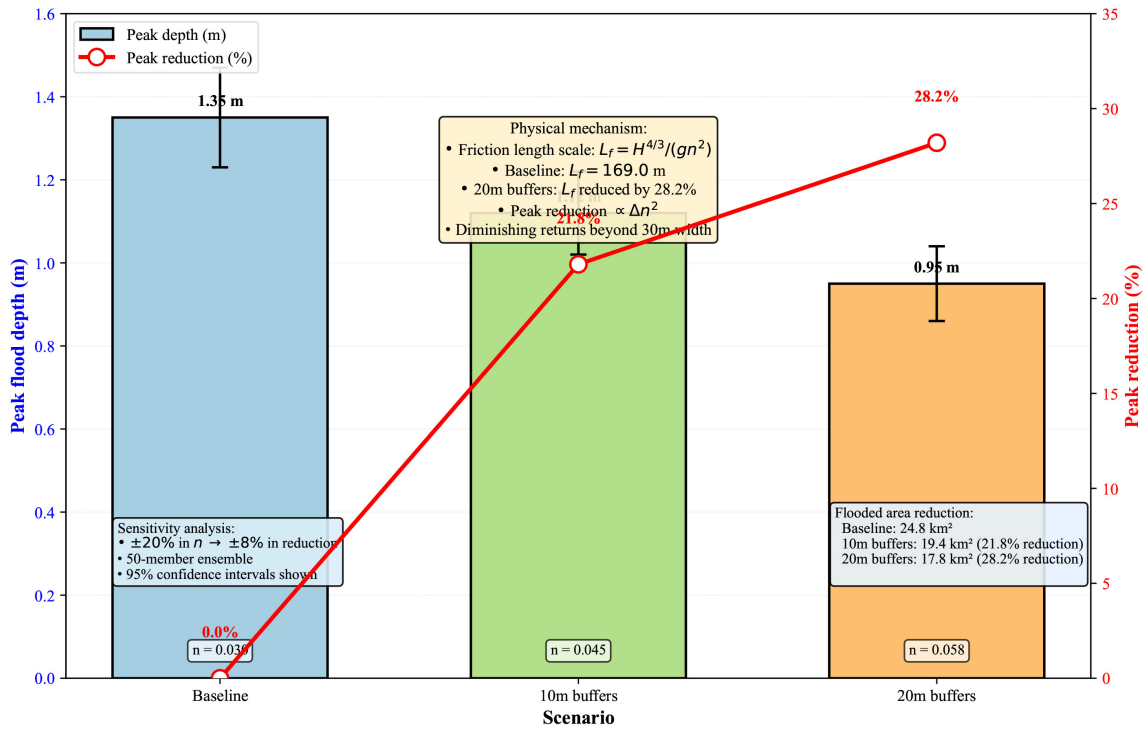 Peak depth (m)
Peak reduction (%)
1.6
1.4
1.2
1.0
0.8
0.6
0.4
0.2
0.0
Peak flood depth (m)
35
30
25
20
15
10
5
0
Peak reduction (%)
1.35 m
28.2%
Physical mechanism:
• Friction length scale: L_f = H^{4/3}/(gn²)
• Baseline: L_f = 169.0 m
• 20m buffers: L_f reduced by 28.2%
• Peak reduction ∝ Δn²
• Diminishing returns beyond 30m width
21.8%
0.95 m
Sensitivity analysis:
• ±20% in n → ±8% in reduction
• 50-member ensemble
• 95% confidence intervals shown
Flooded area reduction:
Baseline: 24.8 km²
10m buffers: 19.4 km² (21.8% reduction)
20m buffers: 17.8 km² (28.2% reduction)
0.0%
n = 0.030
n = 0.045
n = 0.058
Baseline
10m buffers
20m buffers
Scenario